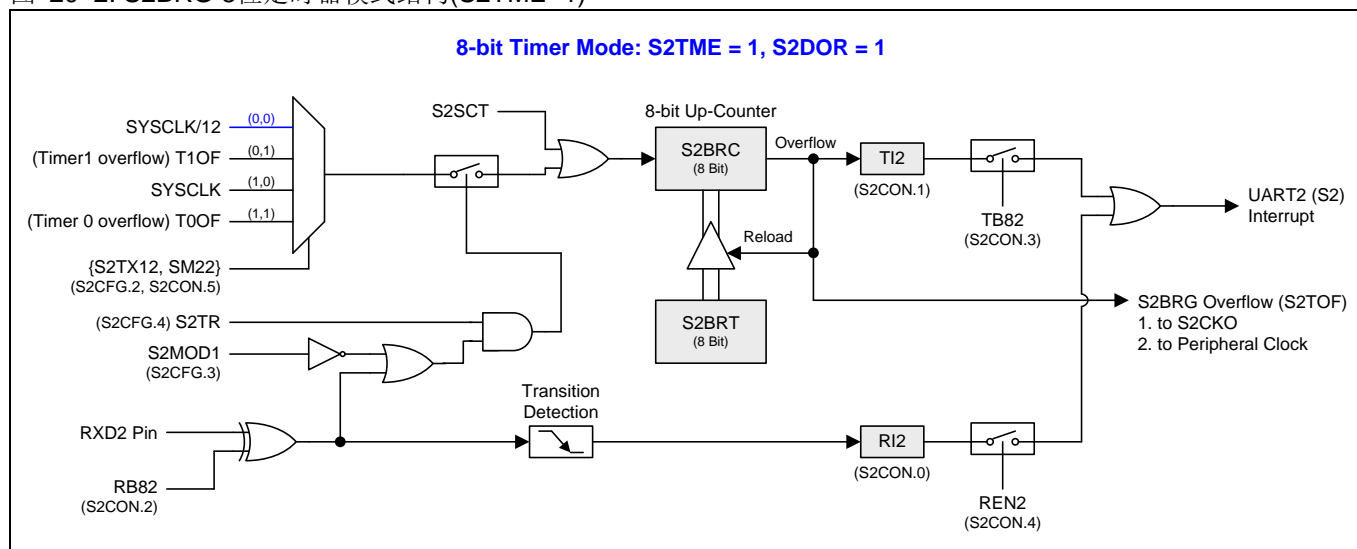 8-bit Timer Mode: S2TME = 1, S2DOR = 1
SYSCLK/12
(0,0)
(Timer1 overflow) T1OF
(0,1)
SYSCLK
(1,0)
(Timer 0 overflow) T0OF
(1,1)
{S2TX12, SM22}
(S2CFG.2, S2CON.5)
(S2CFG.4) S2TR
S2MOD1
(S2CFG.3)
RXD2 Pin
RB82
(S2CON.2)
S2SCT
8-bit Up-Counter
S2BRC
(8 Bit)
Overflow
Reload
S2BRT
(8 Bit)
Transition
Detection
TI2
(S2CON.1)
TB82
(S2CON.3)
RI2
(S2CON.0)
REN2
(S2CON.4)
UART2 (S2)
Interrupt
S2BRG Overflow (S2TOF)
1. to S2CKO
2. to Peripheral Clock